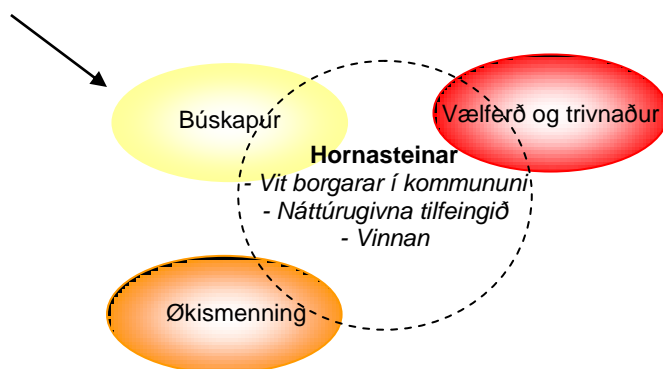 Búskapur
Vælferð og trivnaður
Hornasteinar
- Vit borgarar í kommununi
- Náttúrugivna tilfeingið
- Vinnan
Økismenning